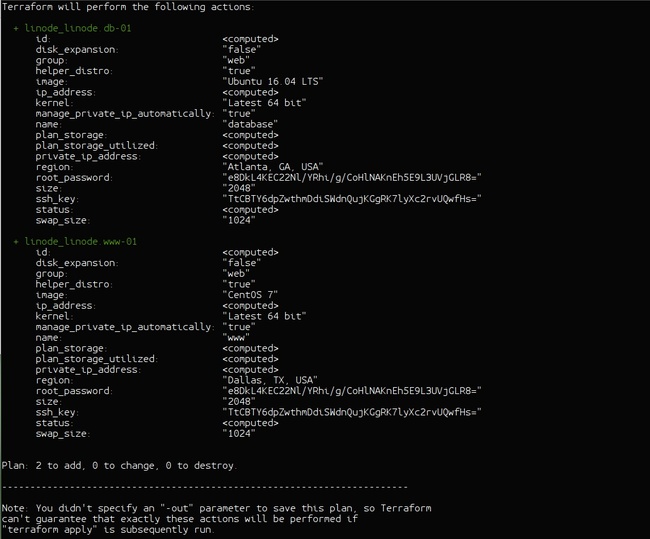 Terraform will perform the following actions:
+ linode_linode.db-01
id: <computed>
disk_expansion: "false"
group: "web"
helper_distro: "true"
image: "Ubuntu 16.04 LTS"
ip_address: <computed>
kernel: "Latest 64 bit"
manage_private_ip_automatically: "true"
name: "database"
plan_storage: <computed>
plan_storage_utilized: <computed>
private_ip_address: <computed>
region: "Atlanta, GA, USA"
root_password: "e8DkL4KEC22Nl/YRhi/g/CoHlNAKnEh5E9L3UVjGLR8="
size: "2048"
ssh_key: "TtCBTY6dpZwthmDdiSWdnQujKGgRK7lyXc2rvUQwfHs="
status: <computed>
swap_size: "1024"
+ linode_linode.www-01
id: <computed>
disk_expansion: "false"
group: "web"
helper_distro: "true"
image: "CentOS 7"
ip_address: <computed>
kernel: "Latest 64 bit"
manage_private_ip_automatically: "true"
name: "www"
plan_storage: <computed>
plan_storage_utilized: <computed>
private_ip_address: <computed>
region: "Dallas, TX, USA"
root_password: "e8DkL4KEC22Nl/YRhi/g/CoHlNAKnEh5E9L3UVjGLR8="
size: "2048"
ssh_key: "TtCBTY6dpZwthmDdiSWdnQujKGgRK7lyXc2rvUQwfHs="
status: <computed>
swap_size: "1024"
Plan: 2 to add, 0 to change, 0 to destroy.
------------------------------------------------------------------------
Note: You didn't specify an "-out" parameter to save this plan, so Terraform
can't guarantee that exactly these actions will be performed if
"terraform apply" is subsequently run.